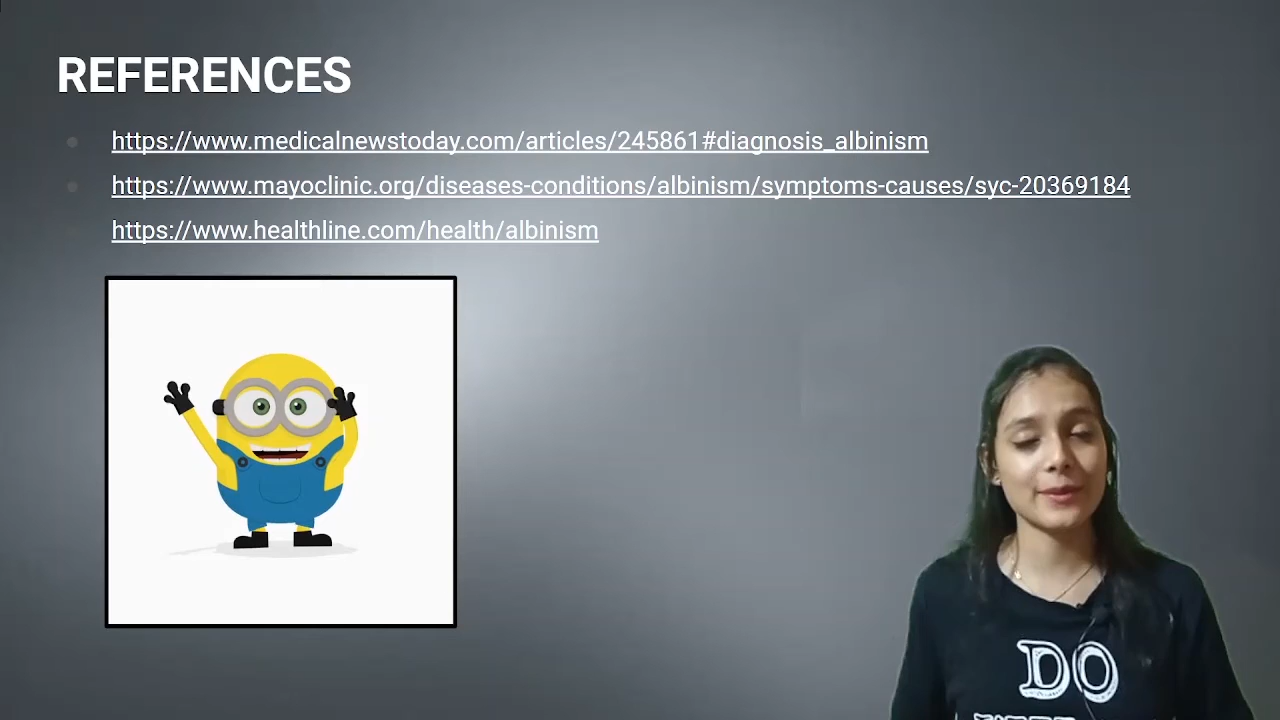 REFERENCES
https://www.medicalnewstoday.com/articles/245861#diagnosis_albinism
https://www.mayoclinic.org/diseases-conditions/albinism/symptoms-causes/syc-20369184
https://www.healthline.com/health/albinism
DO